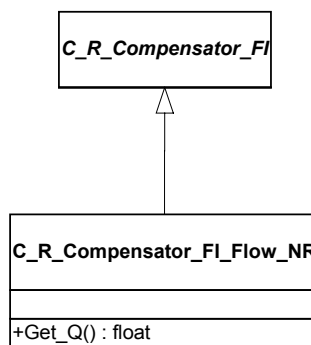 C_R_Compensator_FI
C_R_Compensator_FI_Flow_NR
+Get_Q() : float